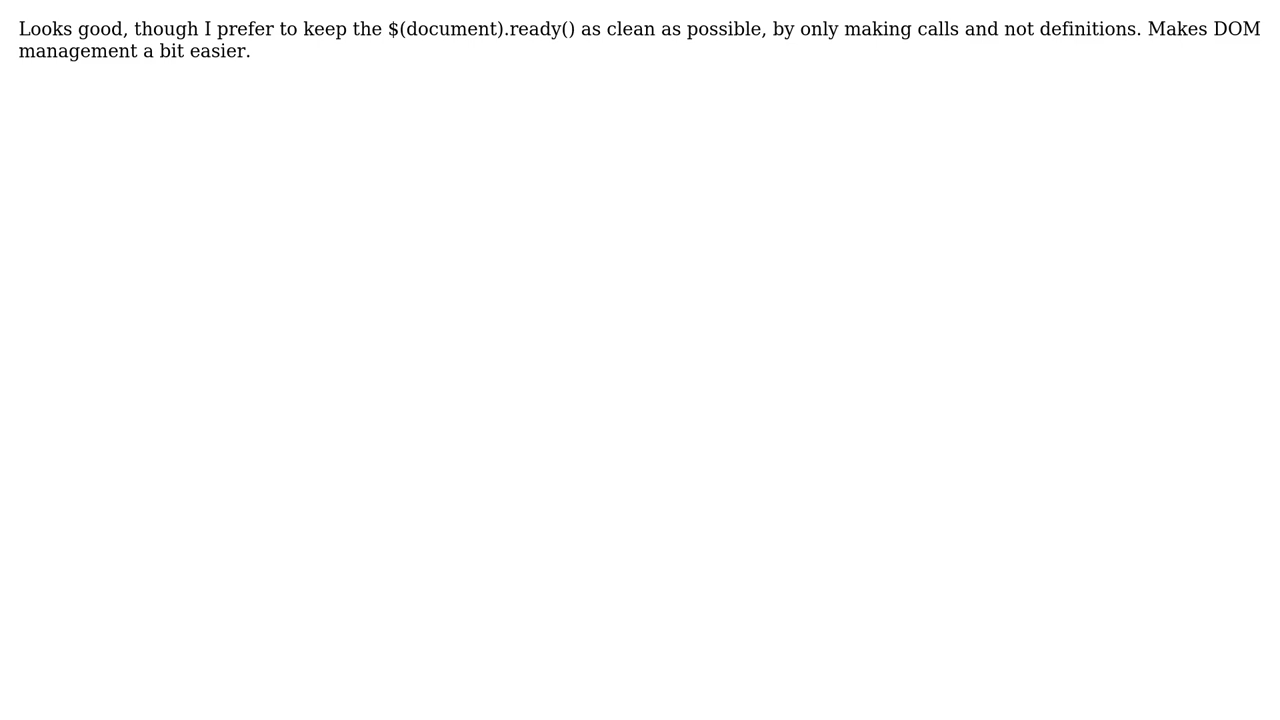 Looks good, though I prefer to keep the $(document).ready() as clean as possible, by only making calls and not definitions. Makes DOM
management a bit easier.